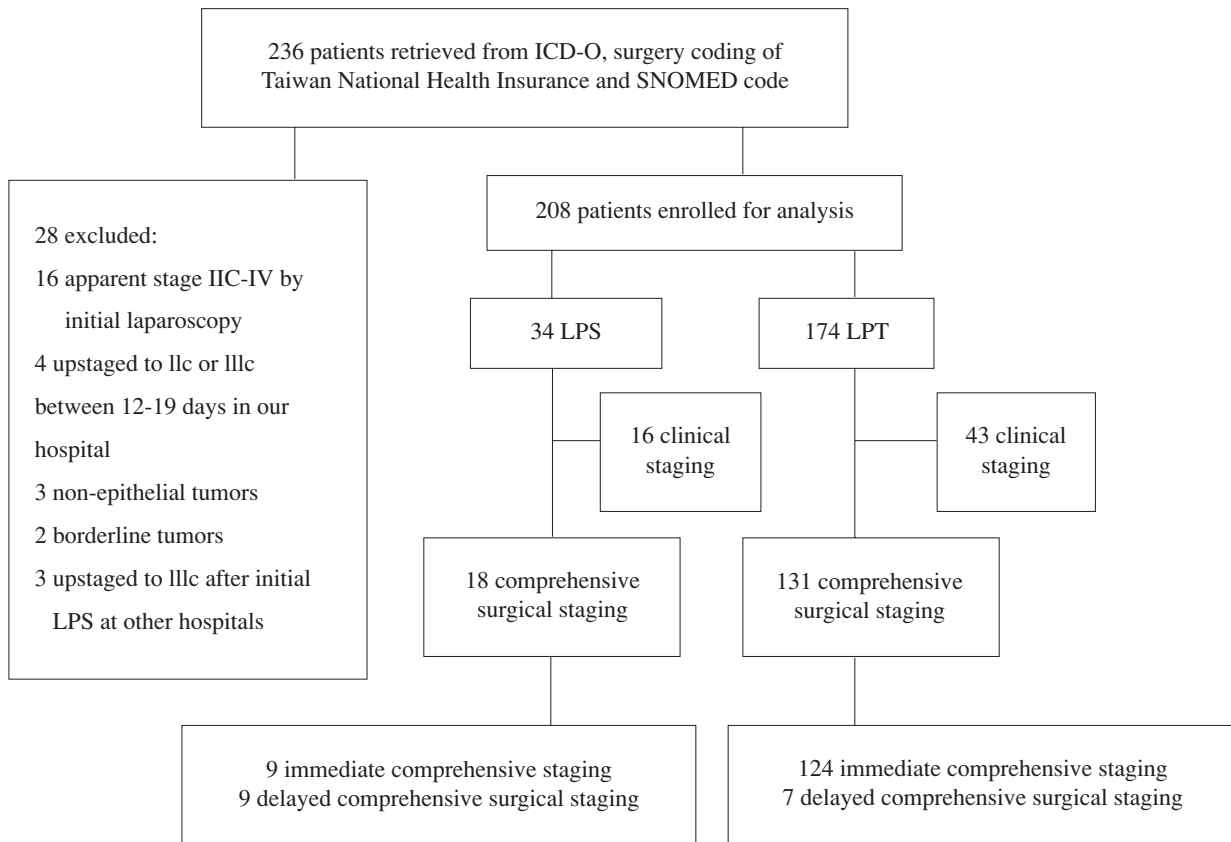 236 patients retrieved from ICD-O, surgery coding of
Taiwan National Health Insurance and SNOMED code
28 excluded:
16 apparent stage IIC-IV by
initial laparoscopy
4 upstaged to llc or lllc
between 12-19 days in our
hospital
3 non-epithelial tumors
2 borderline tumors
3 upstaged to lllc after initial
LPS at other hospitals
208 patients enrolled for analysis
34 LPS
174 LPT
16 clinical
staging
43 clinical
staging
18 comprehensive
surgical staging
131 comprehensive
surgical staging
9 immediate comprehensive staging
9 delayed comprehensive surgical staging
124 immediate comprehensive staging
7 delayed comprehensive surgical staging